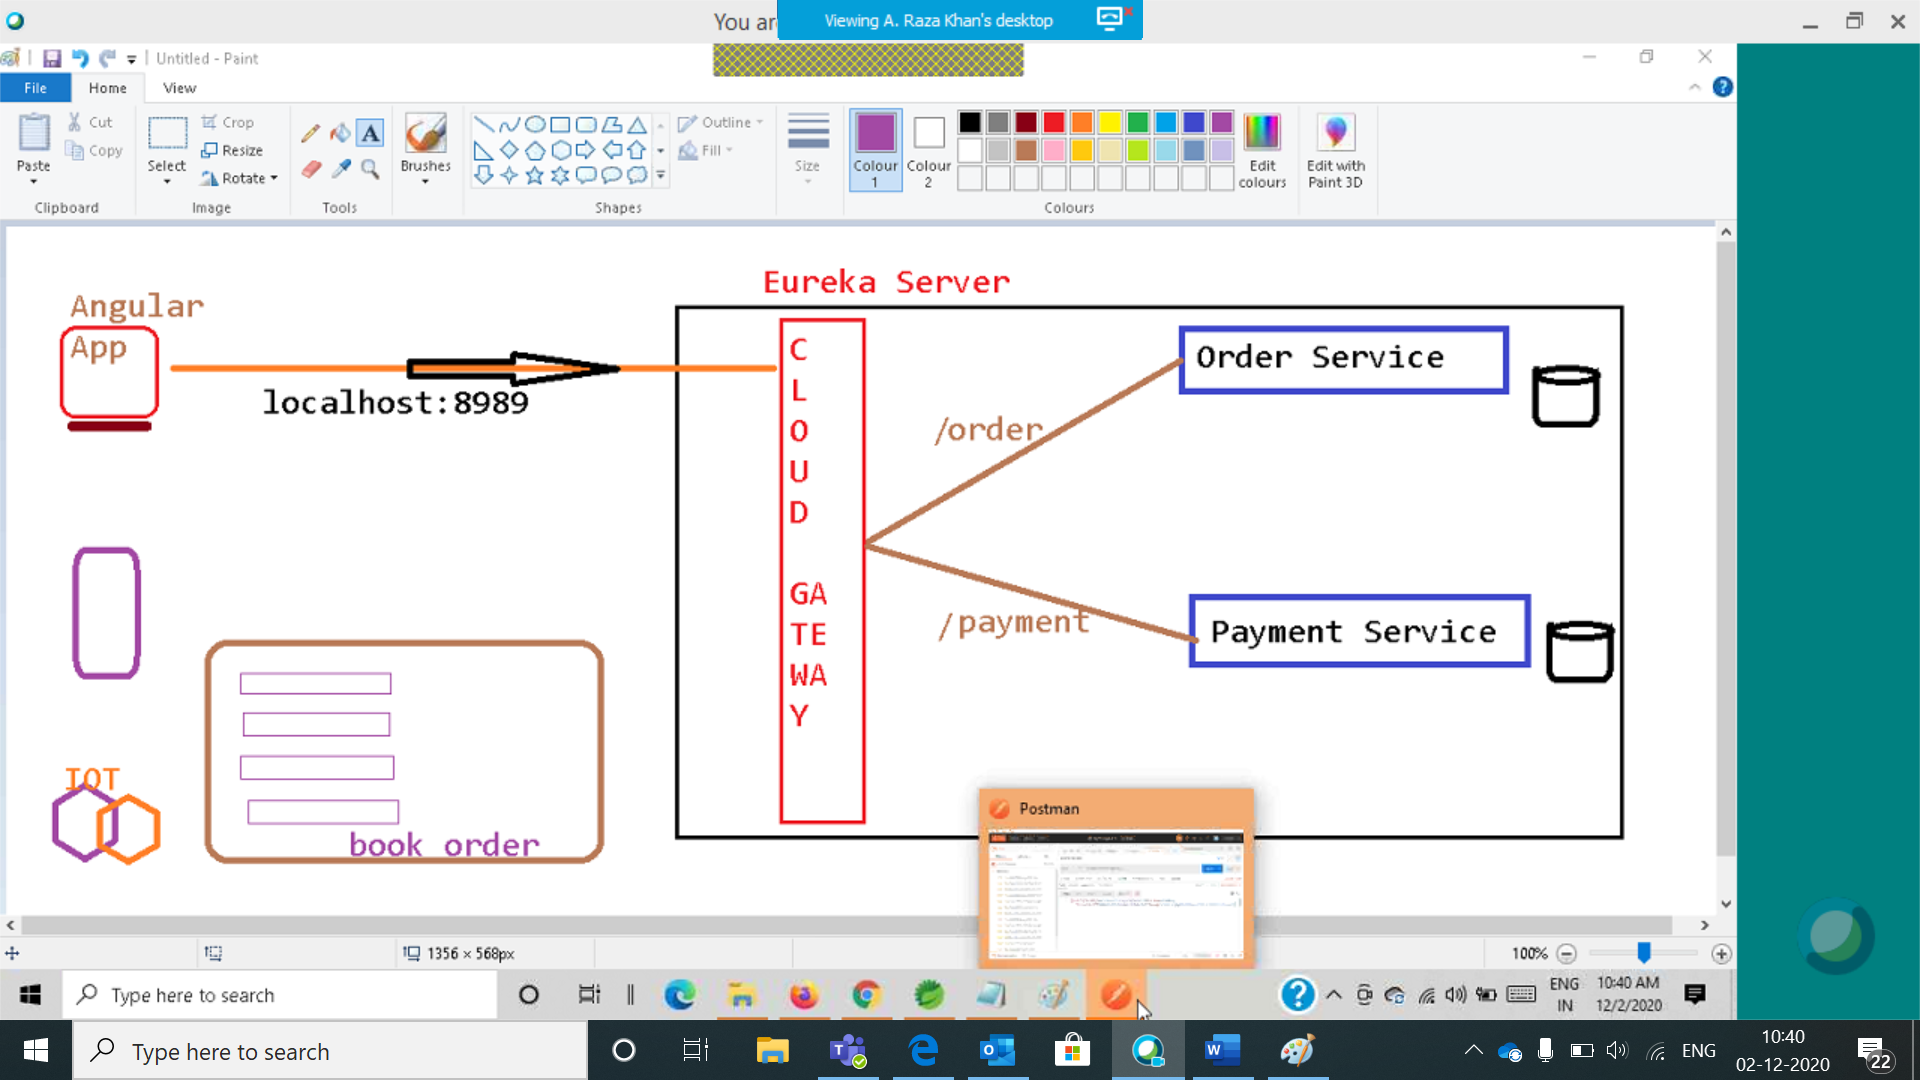 You are
Viewing A. Raza Khan's desktop
Untitled - Paint
File
Home
View
Paste
Cut
Copy
Clipboard
Select
Crop
Resize
Rotate
Image
A
Tools
Brushes
Shapes
Outline
Fill
Size
Colour 1
Colour 2
Edit colours
Edit with Paint 3D
Colours
Eureka Server
Angular
App
localhost:8989
C
L
O
U
D
GA
TE
WA
Y
Order Service
/order
/payment
Payment Service
IOT
book order
Postman
1356 × 568px
100%
Type here to search
ENG
IN
10:40 AM
12/2/2020
Type here to search
ENG
10:40
02-12-2020
22